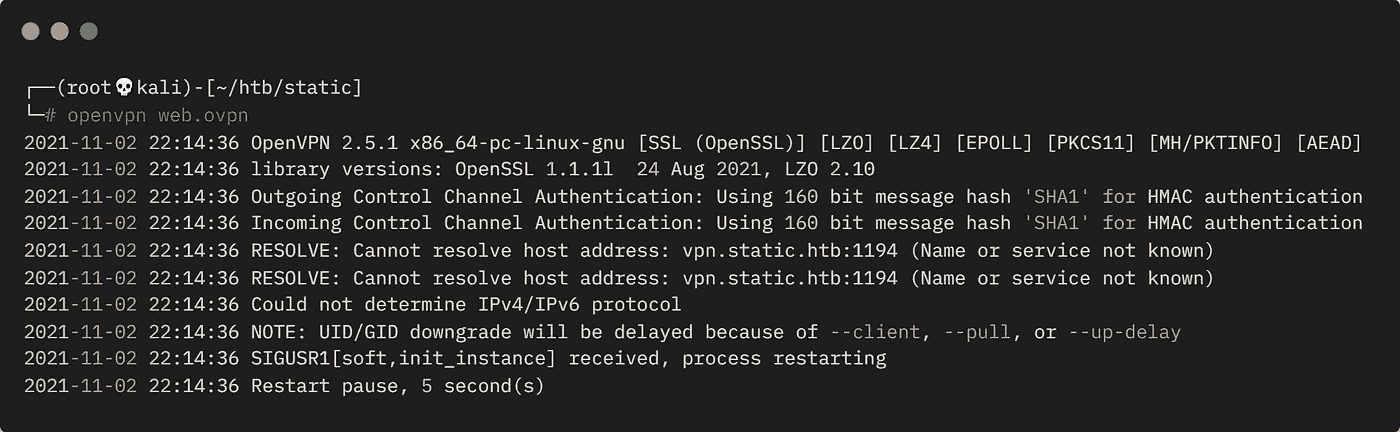 ┌──(root💀kali)-[~/htb/static]
└─# openvpn web.ovpn
2021-11-02 22:14:36 OpenVPN 2.5.1 x86_64-pc-linux-gnu [SSL (OpenSSL)] [LZO] [LZ4] [EPOLL] [PKCS11] [MH/PKTINFO] [AEAD]
2021-11-02 22:14:36 library versions: OpenSSL 1.1.1l  24 Aug 2021, LZO 2.10
2021-11-02 22:14:36 Outgoing Control Channel Authentication: Using 160 bit message hash 'SHA1' for HMAC authentication
2021-11-02 22:14:36 Incoming Control Channel Authentication: Using 160 bit message hash 'SHA1' for HMAC authentication
2021-11-02 22:14:36 RESOLVE: Cannot resolve host address: vpn.static.htb:1194 (Name or service not known)
2021-11-02 22:14:36 RESOLVE: Cannot resolve host address: vpn.static.htb:1194 (Name or service not known)
2021-11-02 22:14:36 Could not determine IPv4/IPv6 protocol
2021-11-02 22:14:36 NOTE: UID/GID downgrade will be delayed because of --client, --pull, or --up-delay
2021-11-02 22:14:36 SIGUSR1[soft,init_instance] received, process restarting
2021-11-02 22:14:36 Restart pause, 5 second(s)